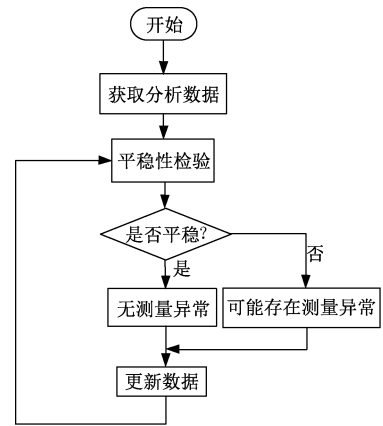 开始
获取分析数据
平稳性检验
是否平稳?
否
是
无测量异常
可能存在测量异常
更新数据